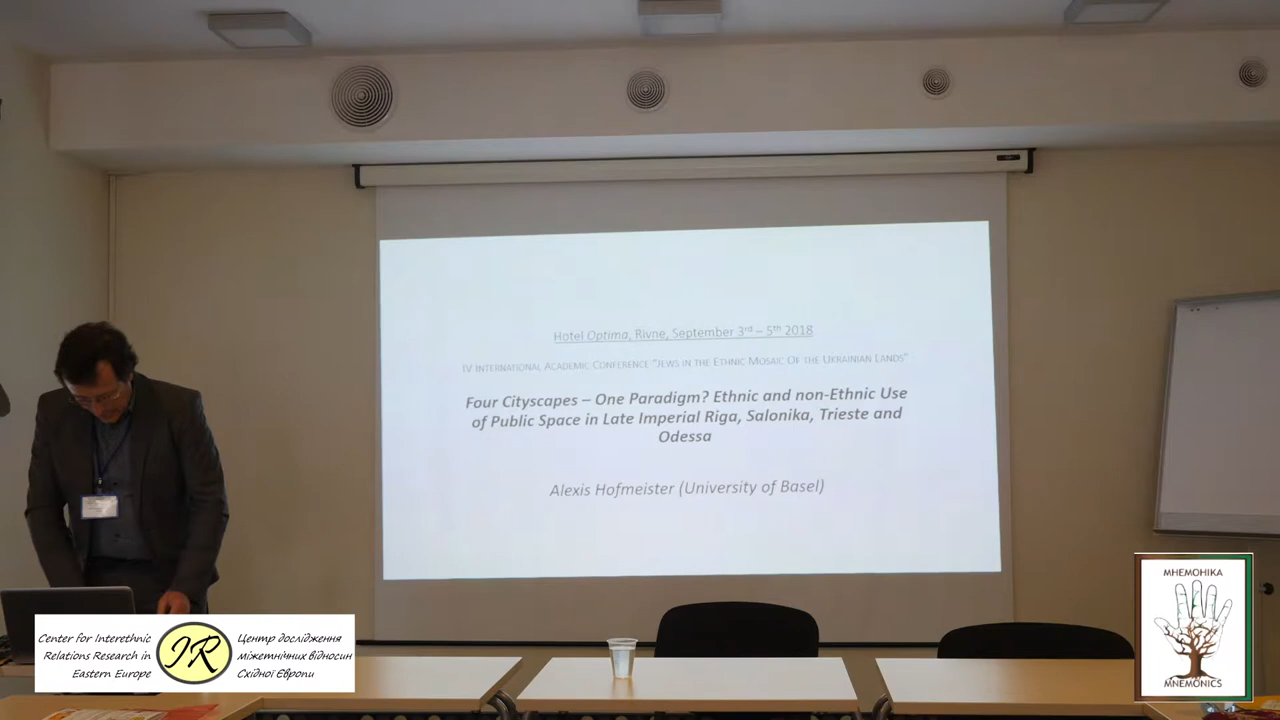 Hotel Optima, Rivne, September 3rd – 5th 2018
IV INTERNATIONAL ACADEMIC CONFERENCE "JEWS IN THE ETHNIC MOSAIC OF THE UKRAINIAN LANDS"
Four Cityscapes – One Paradigm? Ethnic and non-Ethnic Use
of Public Space in Late Imperial Riga, Salonika, Trieste and
Odessa
Alexis Hofmeister (University of Basel)
Center for Interethnic
Relations Research in
Eastern Europe
IR
Центр дослідження
міжетнічних відносин
Східної Європи
МНЕМОНІКА
MNEMONICS